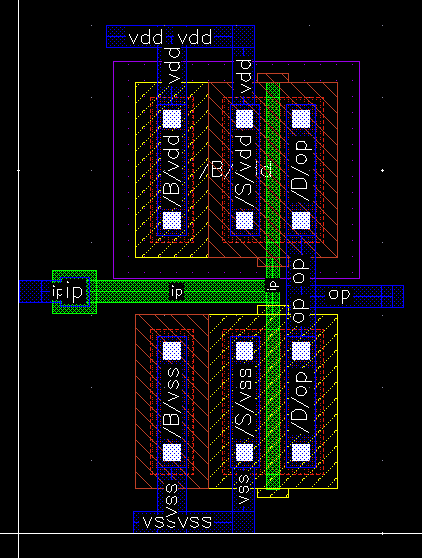 vdd vdd
vdd
vdd
/B/vdd
/S/vdd
/D/op
/B/
ip
ip
ip
ip
op
op
op
/B/vss
/S/vss
/D/op
vss
vss
vss vss